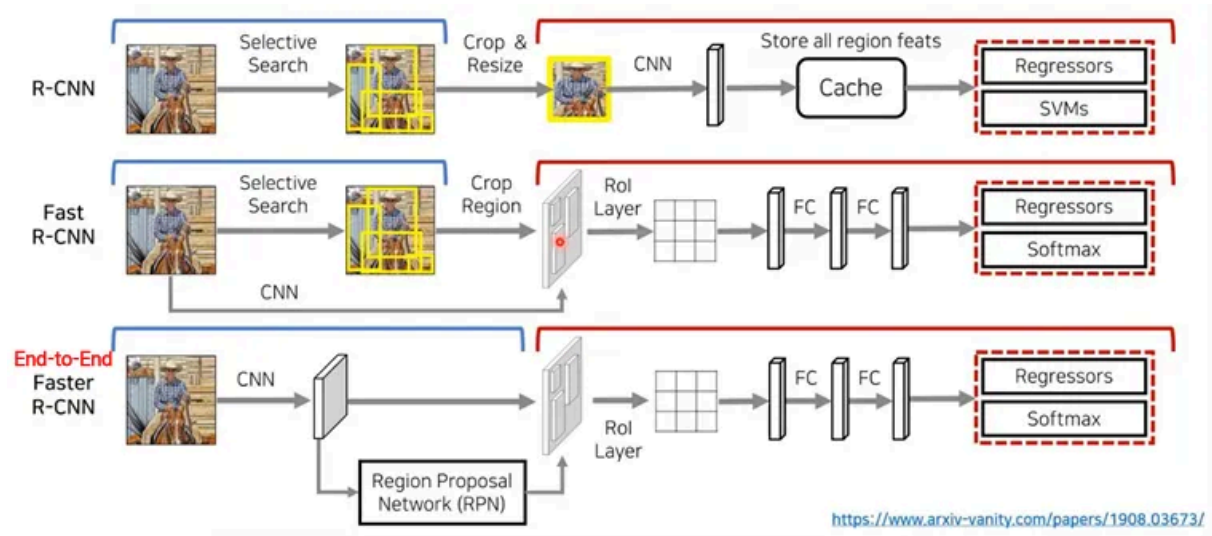 R-CNN
Selective
Search
Crop &
Resize
CNN
Store all region feats
Cache
Regressors
SVMs
Fast
R-CNN
Selective
Search
Crop
Region
CNN
RoI
Layer
FC
FC
Regressors
Softmax
End-to-End
Faster
R-CNN
CNN
Region Proposal
Network (RPN)
RoI
Layer
FC
FC
Regressors
Softmax
https://www.arxiv-vanity.com/papers/1908.03673/